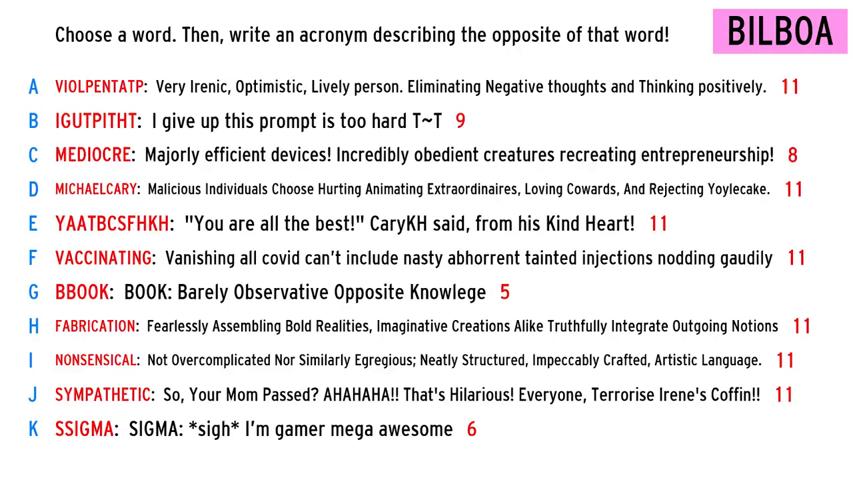 Choose a word. Then, write an acronym describing the opposite of that word!
BILBOA
A VIOLPENTATP: Very Irenic, Optimistic, Lively person. Eliminating Negative thoughts and Thinking positively. 11
B IGUTPITHT: I give up this prompt is too hard T~T 9
C MEDIOCRE: Majorly efficient devices! Incredibly obedient creatures recreating entrepreneurship! 8
D MICHAELCARY: Malicious Individuals Choose Hurting Animating Extraordinaires, Loving Cowards, And Rejecting Yoylecake. 11
E YAATBCSFHKH: "You are all the best!" CaryKH said, from his Kind Heart! 11
F VACCINATING: Vanishing all covid can't include nasty abhorrent tainted injections nodding gaudily 11
G BBOOK: BOOK: Barely Observative Opposite Knowlege 5
H FABRICATION: Fearlessly Assembling Bold Realities, Imaginative Creations Alike Truthfully Integrate Outgoing Notions 11
I NONSENSICAL: Not Overcomplicated Nor Similarly Egregious; Neatly Structured, Impeccably Crafted, Artistic Language. 11
J SYMPATHETIC: So, Your Mom Passed? AHAHAHA!! That's Hilarious! Everyone, Terrorise Irene's Coffin!! 11
K SSIGMA: SIGMA: *sigh* I'm gamer mega awesome 6